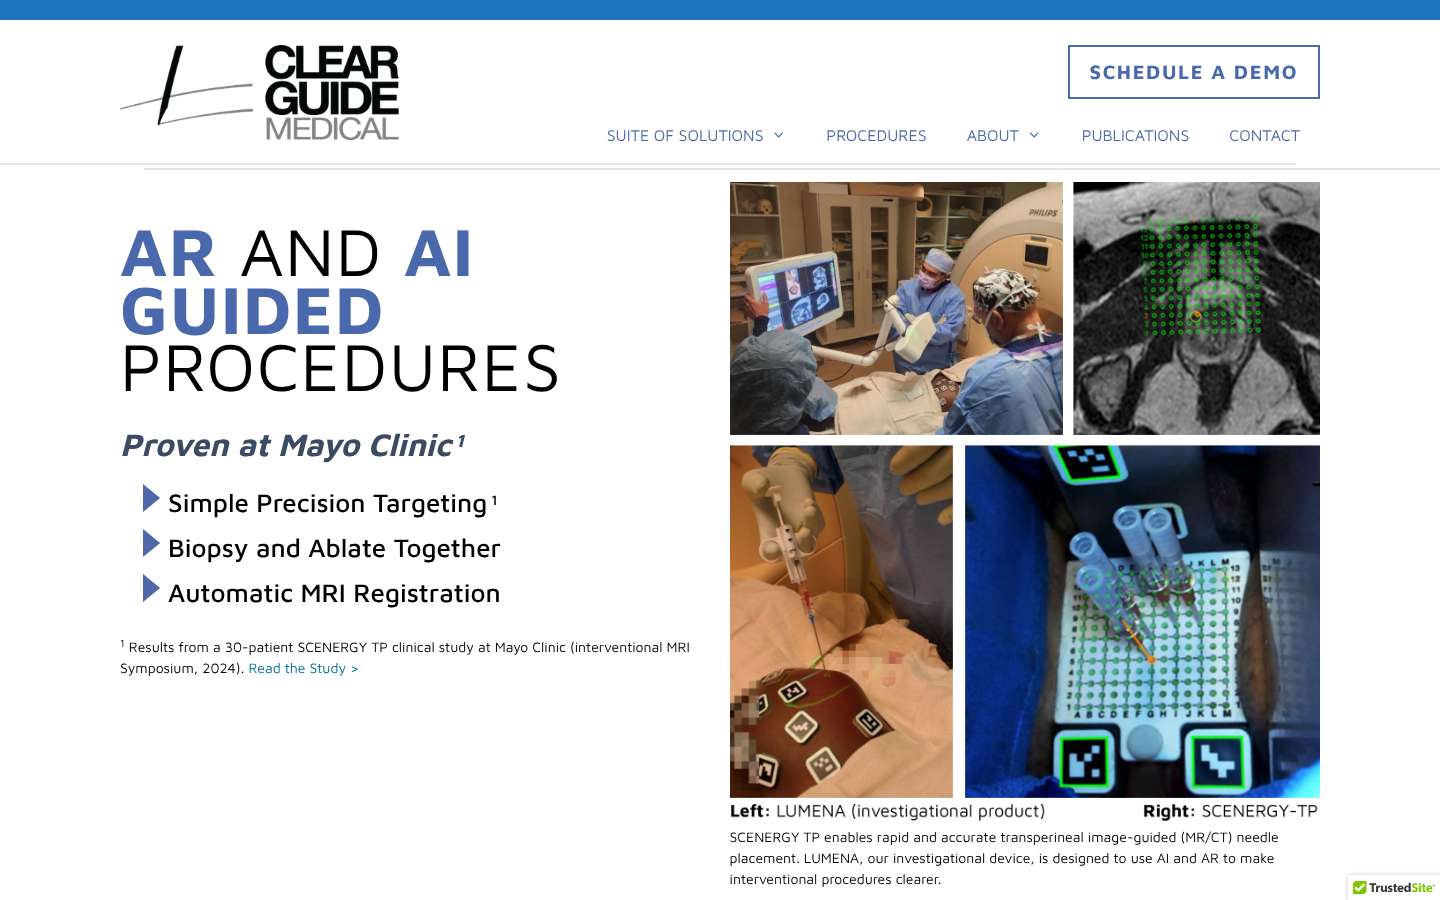 CLEAR
GUIDE
MEDICAL
SCHEDULE A DEMO
SUITE OF SOLUTIONS
PROCEDURES
ABOUT
PUBLICATIONS
CONTACT
AR AND AI
GUIDED
PROCEDURES
Proven at Mayo Clinic¹
Simple Precision Targeting¹
Biopsy and Ablate Together
Automatic MRI Registration
¹ Results from a 30-patient SCENERGY TP clinical study at Mayo Clinic (interventional MRI
Symposium, 2024). Read the Study >
PHILIPS
J K L M
13
12
11
A B C D E F G H I J K L M
Left: LUMENA (investigational product)
Right: SCENERGY-TP
SCENERGY TP enables rapid and accurate transperineal image-guided (MR/CT) needle
placement. LUMENA, our investigational device, is designed to use AI and AR to make
interventional procedures clearer.
TrustedSite